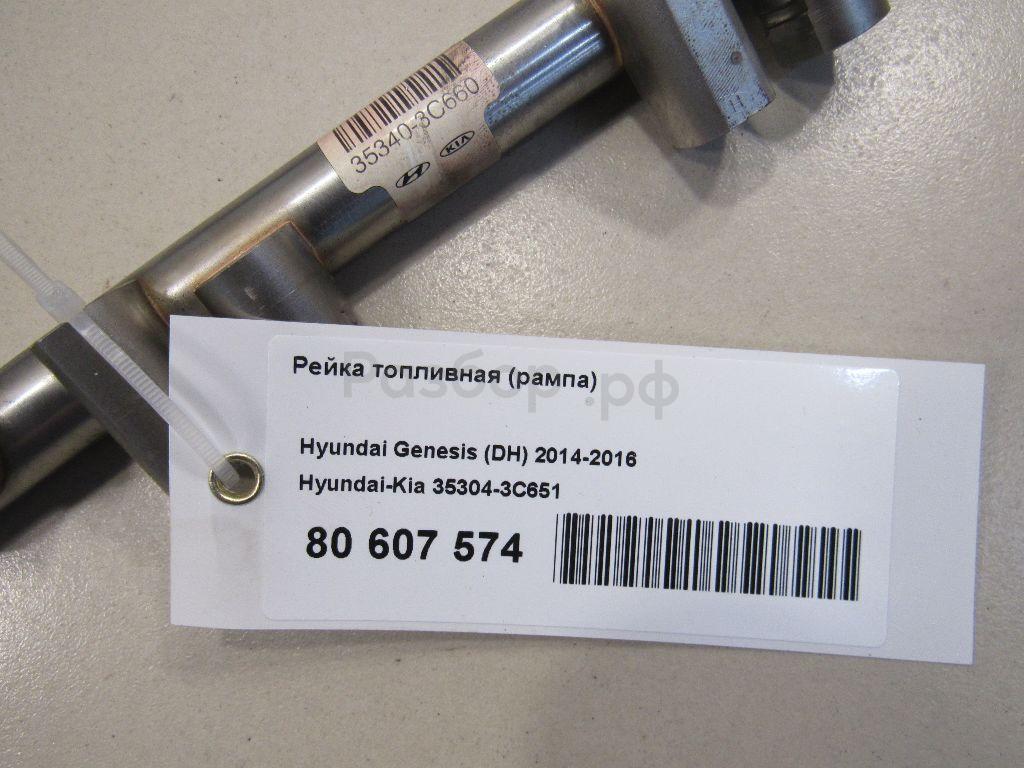 35340-3C660
KIA
Рейка топливная (рампа)
Разбор.рф
Hyundai Genesis (DH) 2014-2016
Hyundai-Kia 35304-3C651
80 607 574